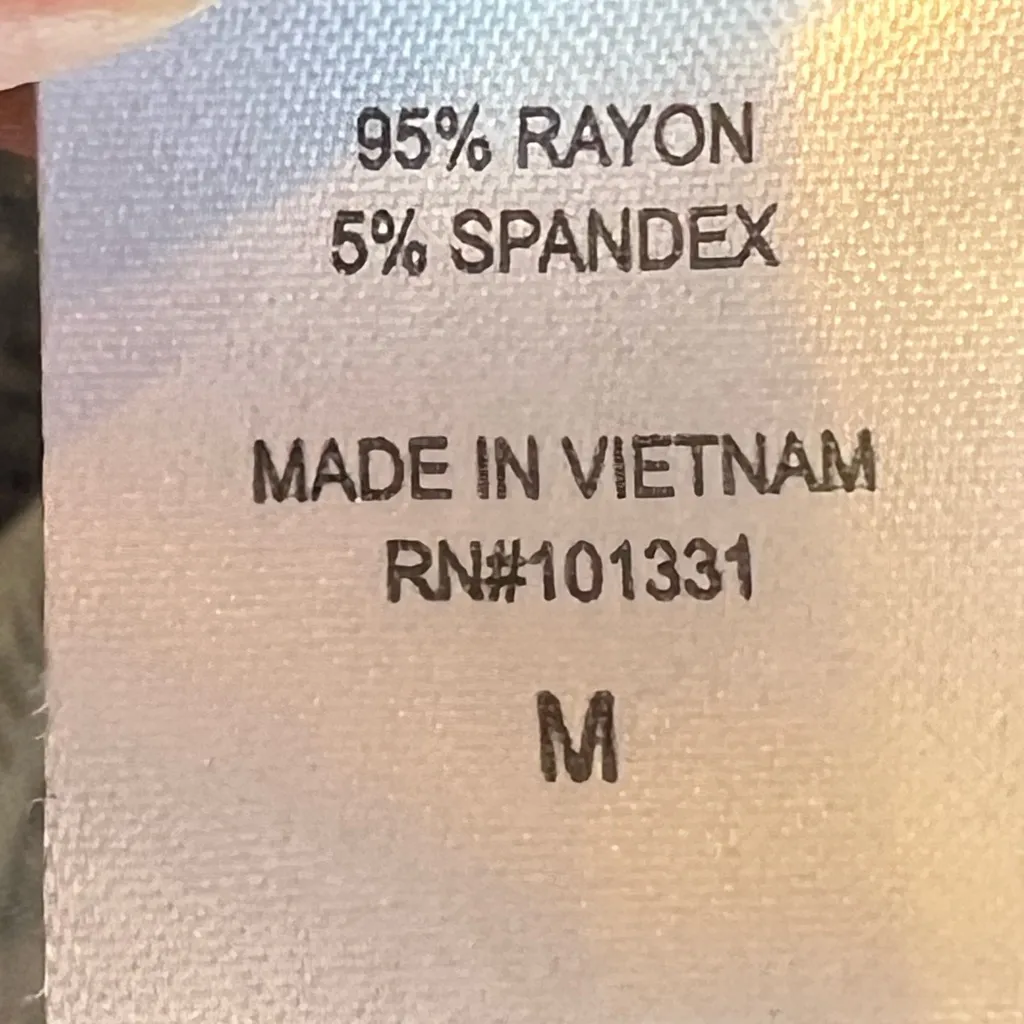 95% RAYON
5% SPANDEX
MADE IN VIETNAM
RN#101331
M